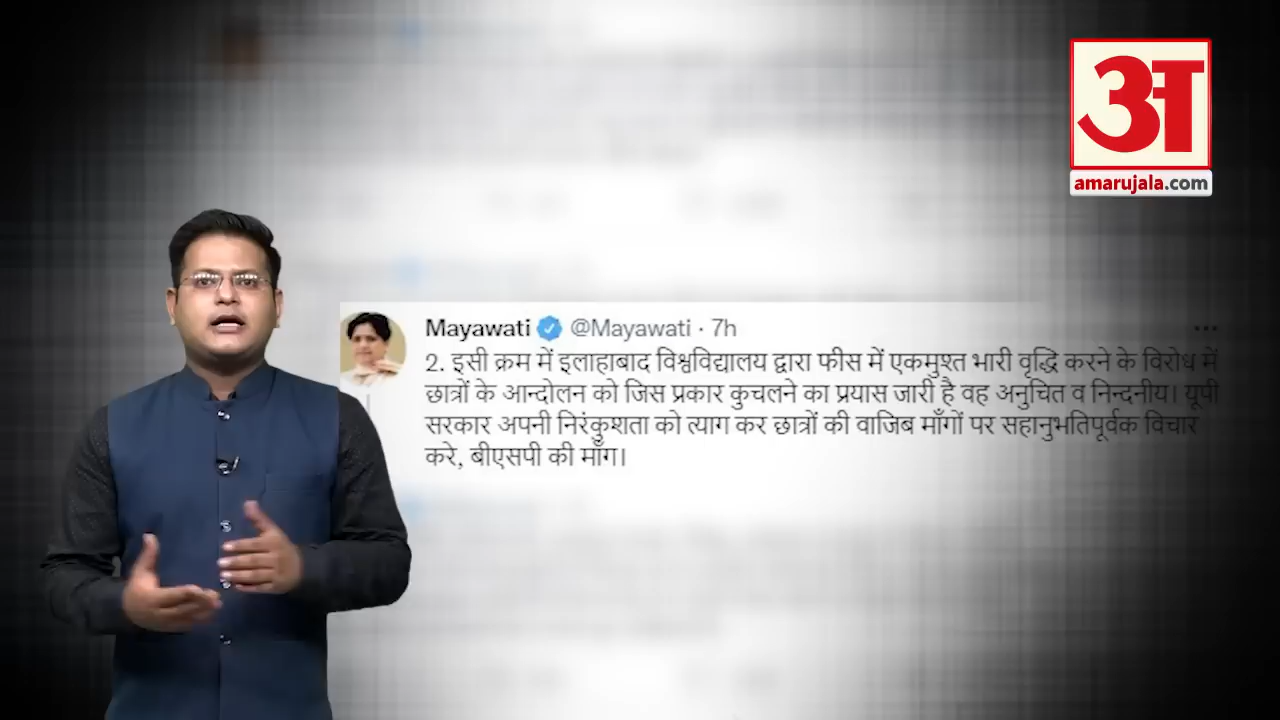 अ
amarujala.com
Mayawati @Mayawati · 7h
2. इसी क्रम में इलाहाबाद विश्वविद्यालय द्वारा फीस में एकमुश्त भारी वृद्धि करने के विरोध में
छात्रों के आन्दोलन को जिस प्रकार कुचलने का प्रयास जारी है वह अनुचित व निन्दनीय। यूपी
सरकार अपनी निरंकुशता को त्याग कर छात्रों की वाजिब माँगों पर सहानुभतिपूर्वक विचार
करे, बीएसपी की माँग।